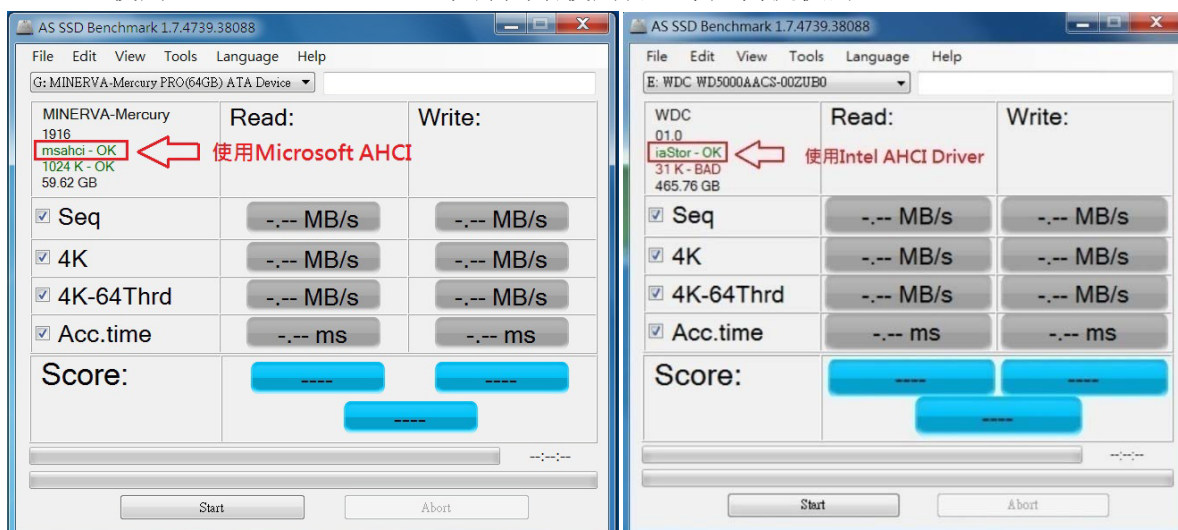 AS SSD Benchmark 1.7.4739.38088
File Edit View Tools Language Help
G: MINERVA-Mercury PRO(64GB) ATA Device
MINERVA-Mercury
1916
msahci - OK
1024 K - OK
59.62 GB
使用Microsoft AHCI
Read:
Write:
Seq
-.-- MB/s
-.-- MB/s
4K
-.-- MB/s
-.-- MB/s
4K-64Thrd
-.-- MB/s
-.-- MB/s
Acc.time
-.-- ms
-.-- ms
Score:
----
----
----
--:--:--
Start
Abort
AS SSD Benchmark 1.7.4739.38088
File Edit View Tools Language Help
E: WDC WD5000AACS-00ZUB0
WDC
01.0
iaStor - OK
31 K - BAD
465.76 GB
使用Intel AHCI Driver
Read:
Write:
Seq
-.-- MB/s
-.-- MB/s
4K
-.-- MB/s
-.-- MB/s
4K-64Thrd
-.-- MB/s
-.-- MB/s
Acc.time
-.-- ms
-.-- ms
Score:
----
----
----
--:--:--
Start
Abort